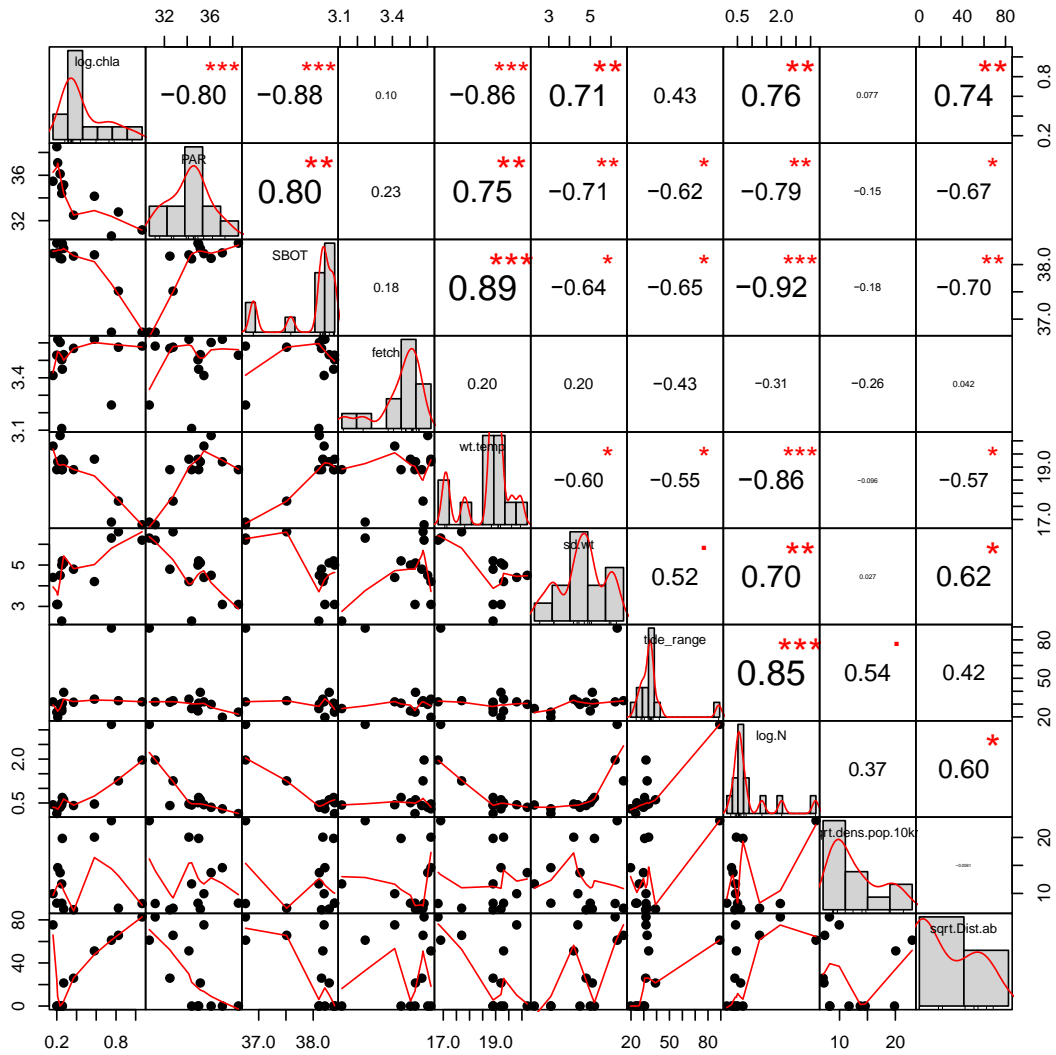 32 36 3.1 3.4 3 5 0.5 2.0 0 40 80
log.chla *** −0.80 *** −0.88 0.10 *** −0.86 ** 0.71 0.43 ** 0.76 0.077 ** 0.74 0.2 0.8
32 36 PAR ** 0.80 0.23 ** 0.75 ** −0.71 * −0.62 ** −0.79 −0.15 * −0.67
SBOT 0.18 *** 0.89 * −0.64 * −0.65 *** −0.92 −0.18 ** −0.70 37.0 38.0
3.1 3.4 fetch 0.20 0.20 −0.43 −0.31 −0.26 0.042
wt.temp * −0.60 * −0.55 *** −0.86 −0.096 * −0.57 17.0 19.0
3 5 sd.wt . 0.52 ** 0.70 0.027 * 0.62
tide_range *** 0.85 . 0.54 0.42 20 50 80
0.5 2.0 log.N 0.37 * 0.60
rt.dens.pop.10k 10 20
0 40 80 sqrt.Dist.ab
0.2 0.8 37.0 38.0 17.0 19.0 20 50 80 10 20